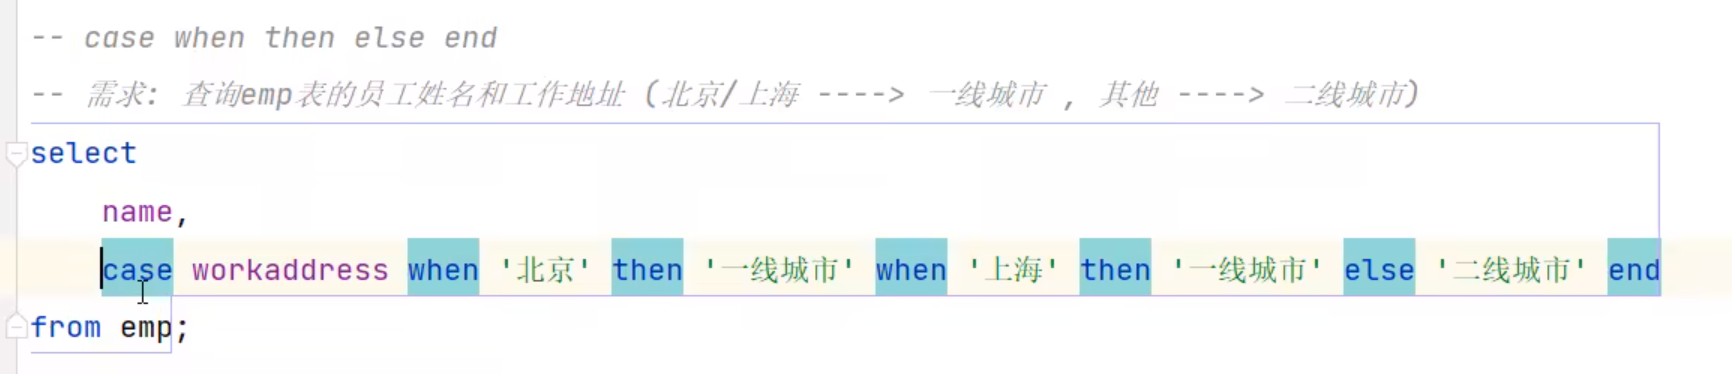 -- case when then else end
-- 需求: 查询emp表的员工姓名和工作地址 (北京/上海 ----> 一线城市 , 其他 ----> 二线城市)
select
name,
case workaddress when '北京' then '一线城市' when '上海' then '一线城市' else '二线城市' end
from emp;